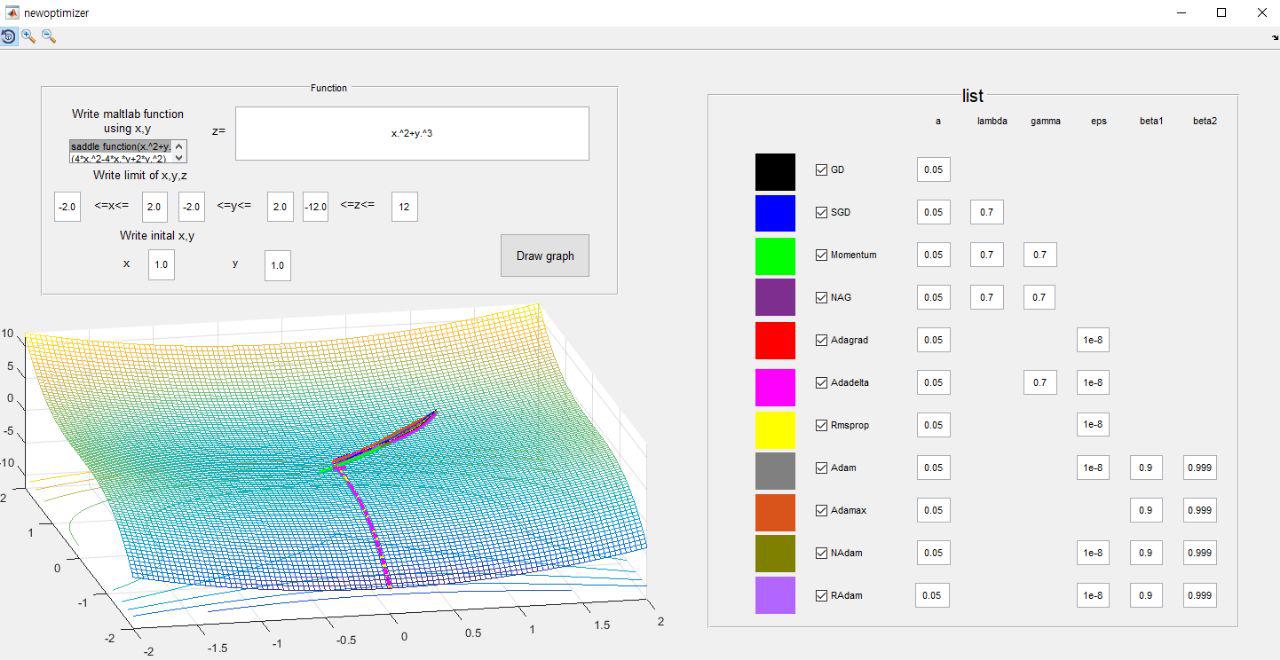 newoptimizer
Function
Write maltlab function
using x,y
saddle function(x.^2+y.
(4*x.^2-4*x.*y+2*y.^2)
z=
x.^2+y.^3
Write limit of x,y,z
-2.0 <=x<= 2.0 -2.0 <=y<= 2.0 -12.0 <=z<= 12
Write inital x,y
x 1.0 y 1.0
Draw graph
10
5
0
-5
-10
2
1
0
-1
-2
-2 -1.5 -1 -0.5 0 0.5 1 1.5 2
list
a lambda gamma eps beta1 beta2
GD 0.05
SGD 0.05 0.7
Momentum 0.05 0.7 0.7
NAG 0.05 0.7 0.7
Adagrad 0.05 1e-8
Adadelta 0.05 0.7 1e-8
Rmsprop 0.05 1e-8
Adam 0.05 1e-8 0.9 0.999
Adamax 0.05 0.9 0.999
NAdam 0.05 1e-8 0.9 0.999
RAdam 0.05 1e-8 0.9 0.999